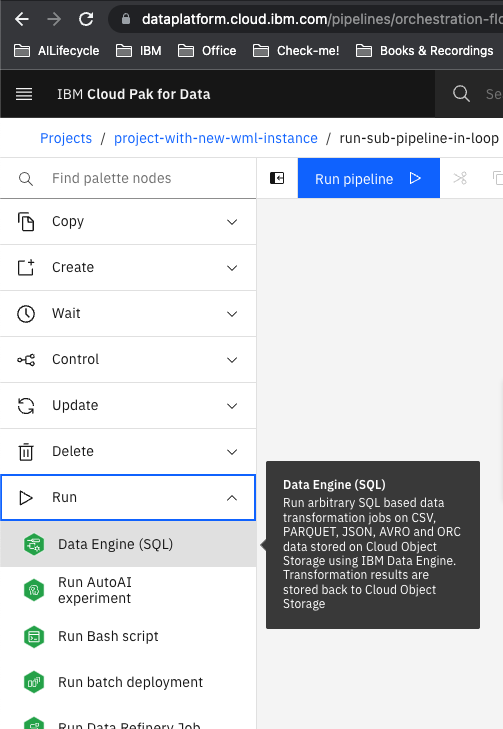 dataplatform.cloud.ibm.com/pipelines/orchestration-flo
AILifecycle IBM Office Check-me! Books & Recordings
IBM Cloud Pak for Data
Se
Projects / project-with-new-wml-instance / run-sub-pipeline-in-loop
Find palette nodes
Run pipeline
Copy
Create
Wait
Control
Update
Delete
Run
Data Engine (SQL)
Run AutoAI
experiment
Run Bash script
Run batch deployment
Run Data Refinery Job
Data Engine (SQL)
Run arbitrary SQL based data
transformation jobs on CSV,
PARQUET, JSON, AVRO and ORC
data stored on Cloud Object
Storage using IBM Data Engine.
Transformation results are
stored back to Cloud Object
Storage